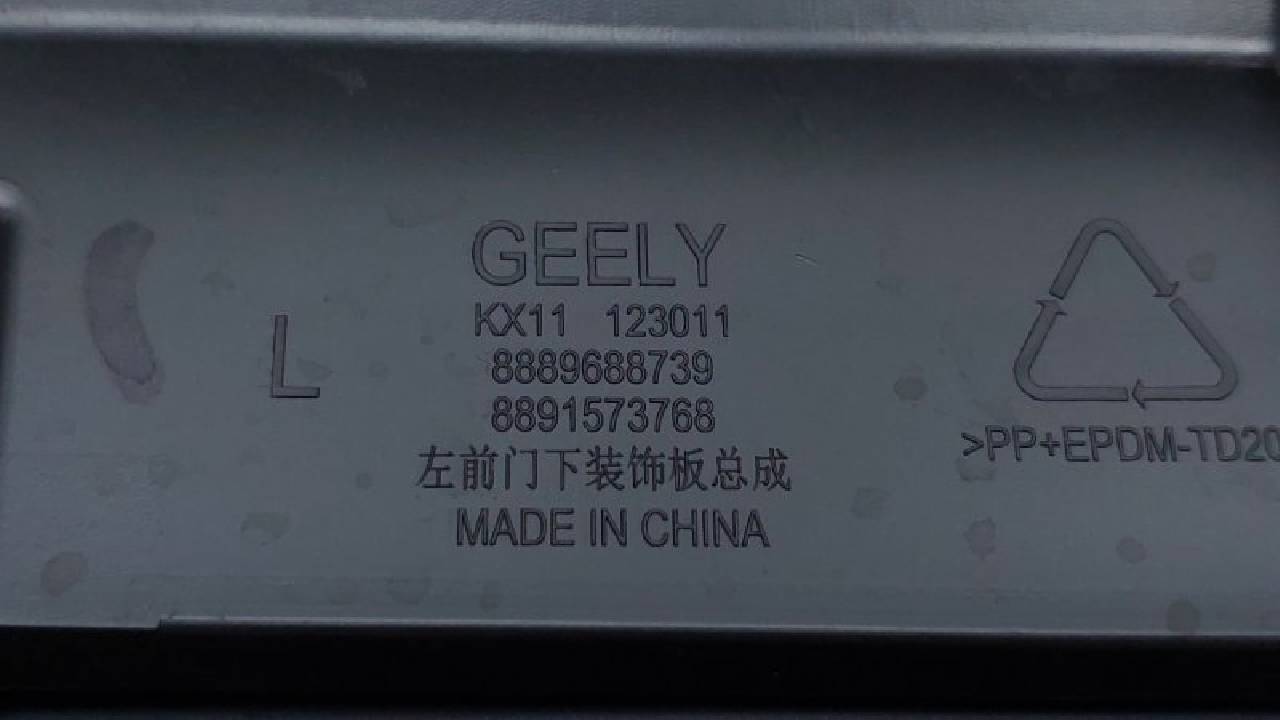 GEELY
L
KX11 123011
8889688739
8891573768
左前门下装饰板总成
MADE IN CHINA
>PP+EPDM-TD20